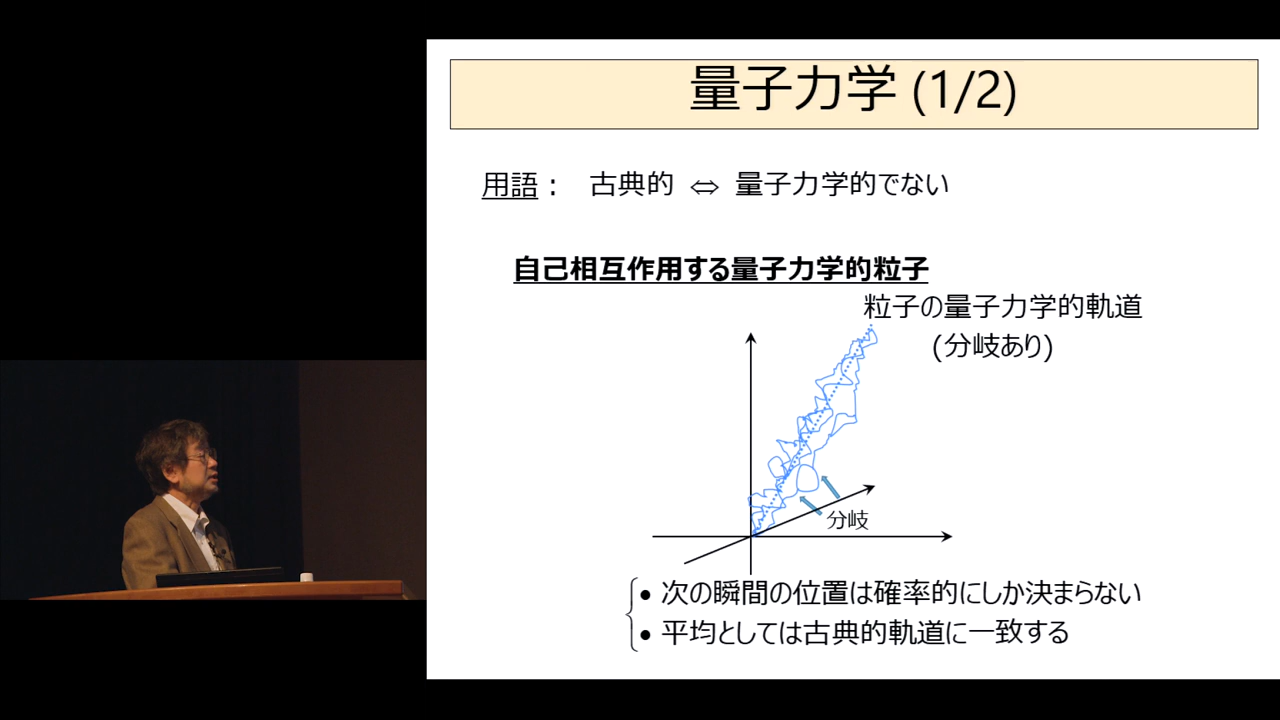 量子力学 (1/2)
用語： 古典的 ⇔ 量子力学的でない
自己相互作用する量子力学的粒子
粒子の量子力学的軌道
(分岐あり)
分岐
• 次の瞬間の位置は確率的にしか決まらない
• 平均としては古典的軌道に一致する